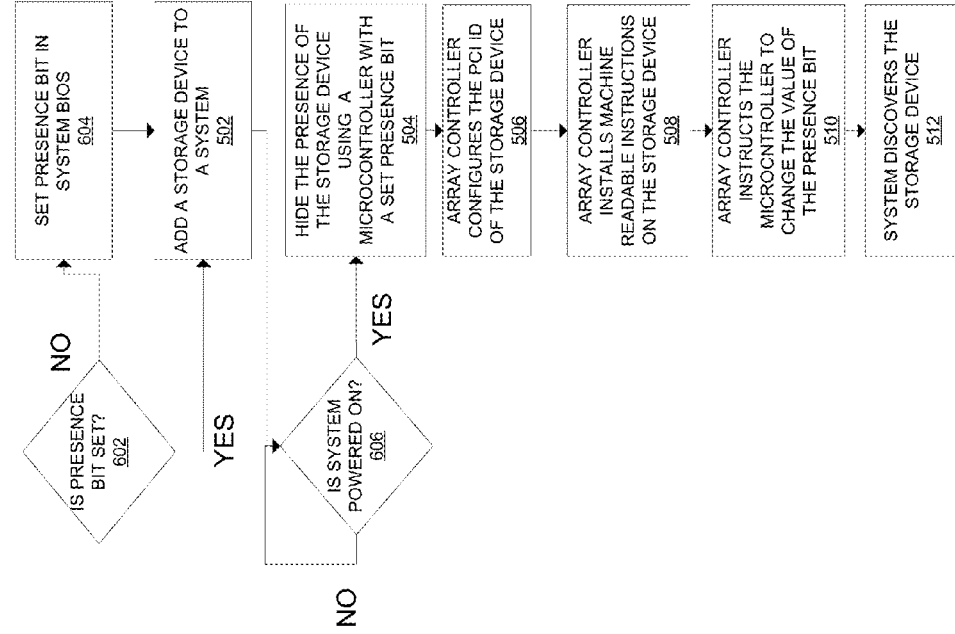 IS PRESENCE
BIT SET?
602
NO
YES
SET PRESENCE BIT IN
SYSTEM BIOS
604
ADD A STORAGE DEVICE TO
A SYSTEM
502
IS SYSTEM
POWERED ON?
606
NO
YES
HIDE THE PRESENCE OF
THE STORAGE DEVICE
USING A
MICROCONTROLLER WITH
A SET PRESENCE BIT
504
ARRAY CONTROLLER
CONFIGURES THE PCI ID
OF THE STORAGE DEVICE
506
ARRAY CONTROLLER
INSTALLS MACHINE
READABLE INSTRUCTIONS
ON THE STORAGE DEVICE
508
ARRAY CONTROLLER
INSTRUCTS THE
MICROCNTROLLER TO
CHANGE THE VALUE OF
THE PRESENCE BIT
510
SYSTEM DISCOVERS THE
STORAGE DEVICE
512